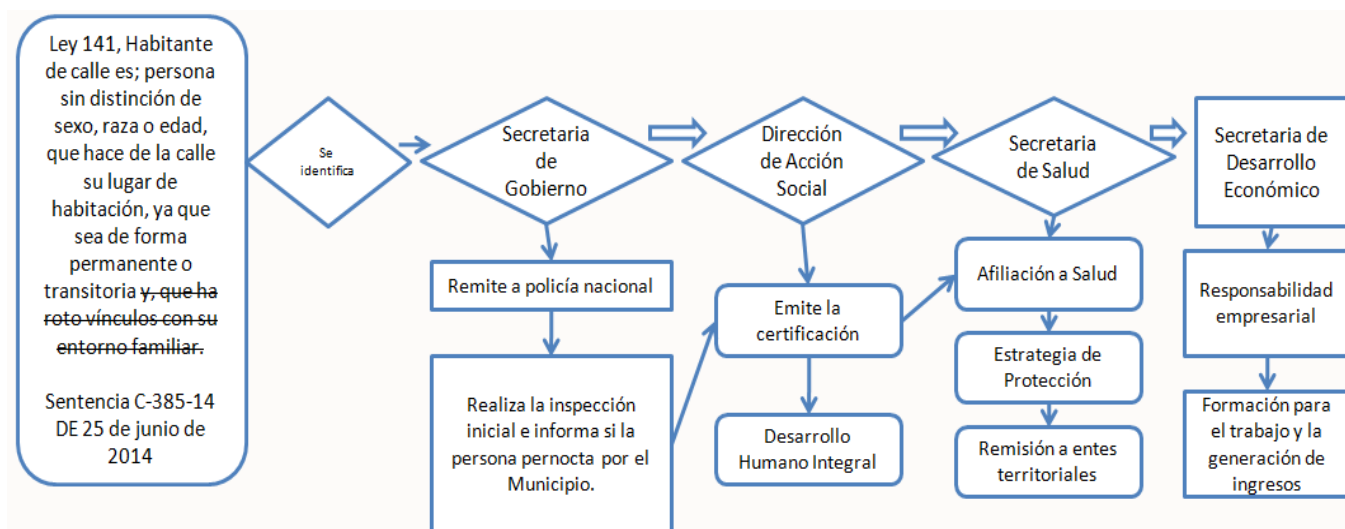 Ley 141, Habitante
de calle es; persona
sin distinción de
sexo, raza o edad,
que hace de la calle
su lugar de
habitación, ya que
sea de forma
permanente o
transitoria y, que ha
roto vínculos con su
entorno familiar.
Sentencia C-385-14
DE 25 de junio de
2014
Se
identifica
Secretaria
de
Gobierno
Remite a policía nacional
Realiza la inspección
inicial e informa si la
persona pernocta por el
Municipio.
Dirección
de Acción
Social
Emite la
certificación
Desarrollo
Humano Integral
Secretaria
de Salud
Afiliación a Salud
Estrategia de
Protección
Remisión a entes
territoriales
Secretaria de
Desarrollo
Económico
Responsabilidad
empresarial
Formación para
el trabajo y la
generación de
ingresos